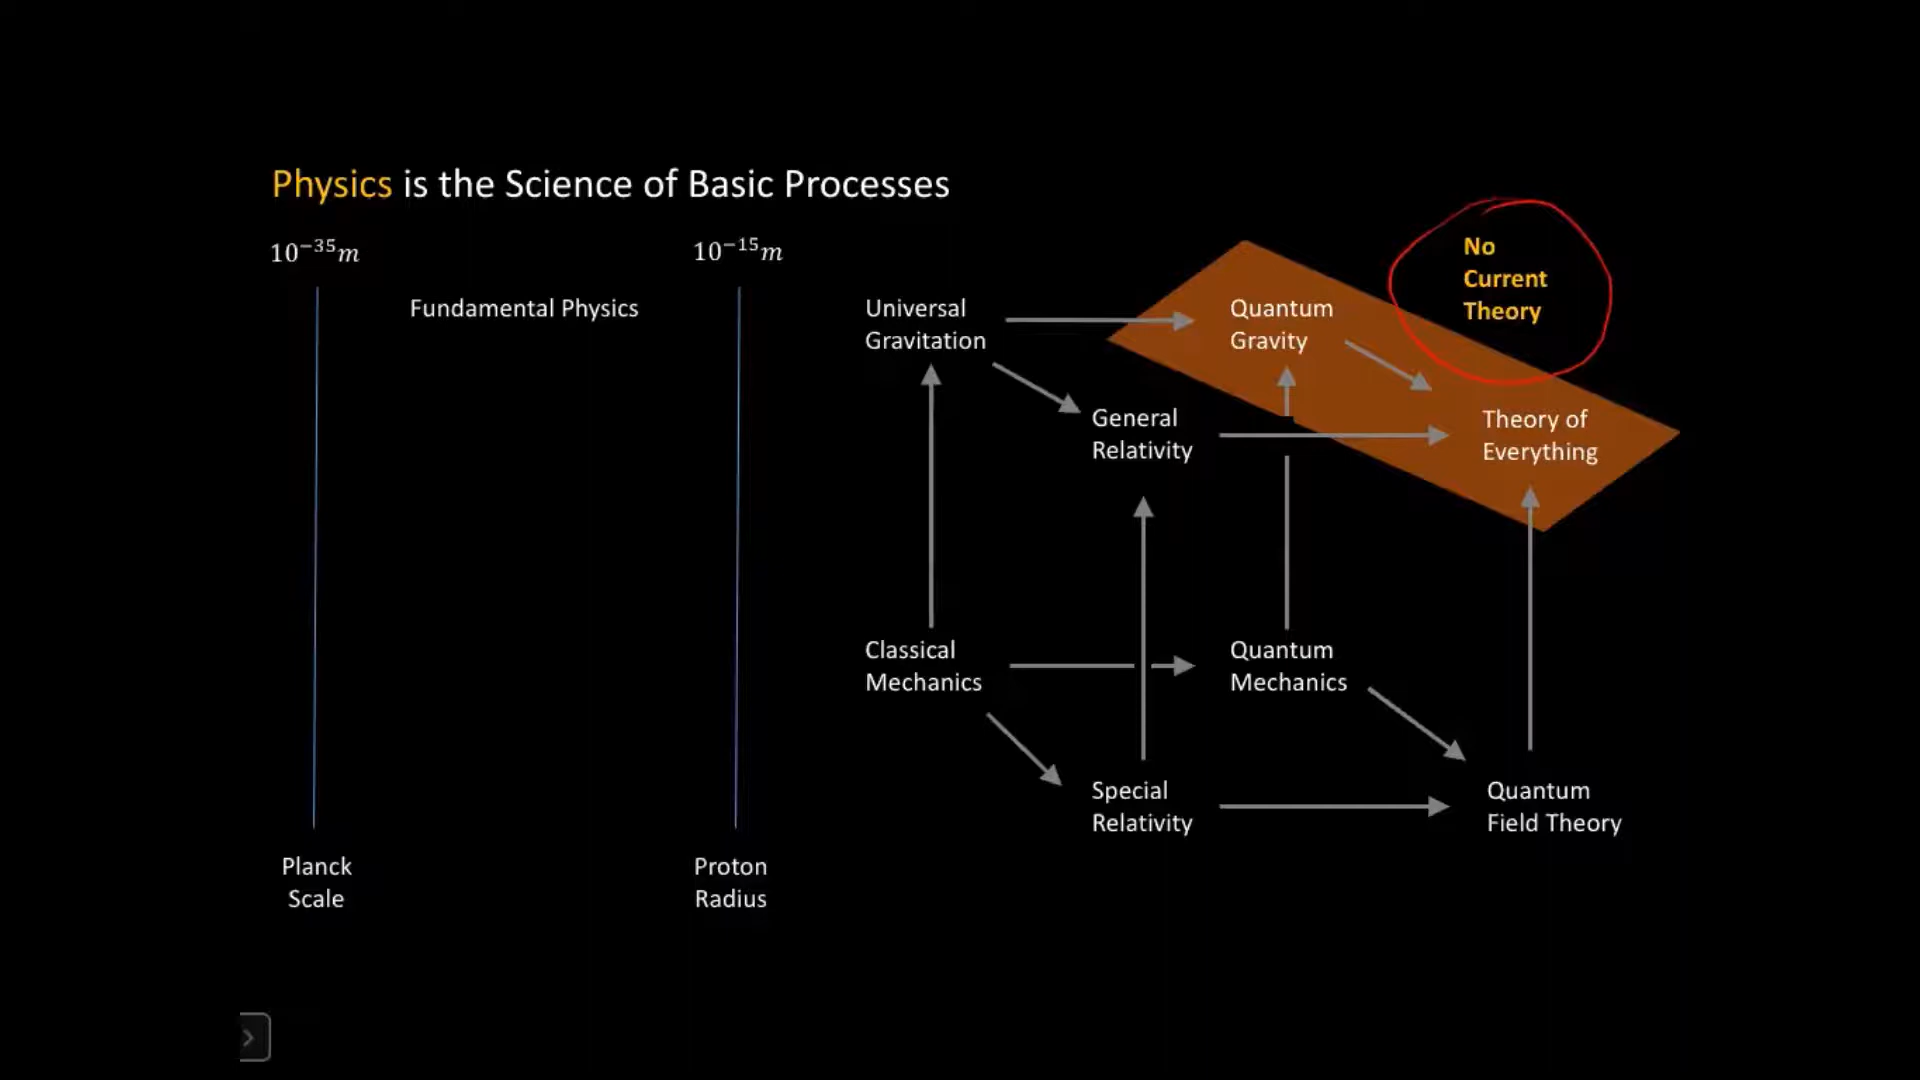 Physics is the Science of Basic Processes
10⁻³⁵m
10⁻¹⁵m
Fundamental Physics
Planck
Scale
Proton
Radius
Universal
Gravitation
Quantum
Gravity
No
Current
Theory
General
Relativity
Theory of
Everything
Classical
Mechanics
Quantum
Mechanics
Special
Relativity
Quantum
Field Theory